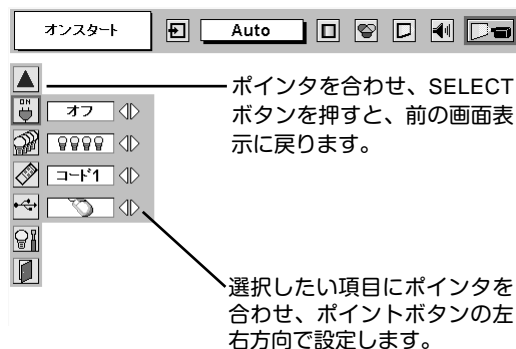 オンスタート
Auto
ポインタを合わせ、SELECT
ボタンを押すと、前の画面表
示に戻ります。
ON
オフ
コード1
選択したい項目にポインタを
合わせ、ポイントボタンの左
右方向で設定します。